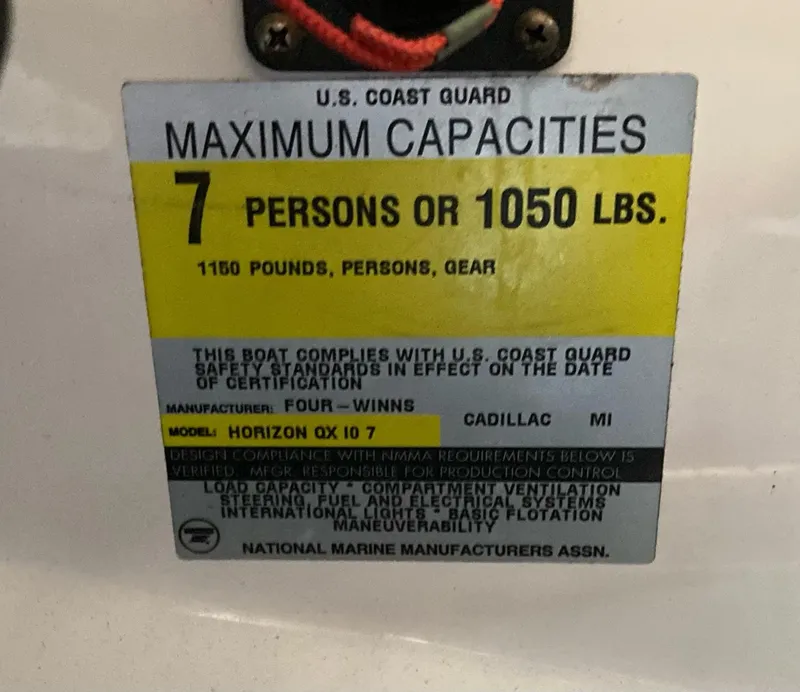 U.S. COAST GUARD
MAXIMUM CAPACITIES
7 PERSONS OR 1050 LBS.
1150 POUNDS, PERSONS, GEAR
THIS BOAT COMPLIES WITH U.S. COAST GUARD
SAFETY STANDARDS IN EFFECT ON THE DATE
OF CERTIFICATION
MANUFACTURER: FOUR-WINNS
CADILLAC MI
MODEL: HORIZON QX IO 7
DESIGN COMPLIANCE WITH NMMA REQUIREMENTS BELOW IS
VERIFIED. MFGR. RESPONSIBLE FOR PRODUCTION CONTROL
LOAD CAPACITY * COMPARTMENT VENTILATION
STEERING, FUEL AND ELECTRICAL SYSTEMS
INTERNATIONAL LIGHTS * BASIC FLOTATION
MANEUVERABILITY
NATIONAL MARINE MANUFACTURERS ASSN.